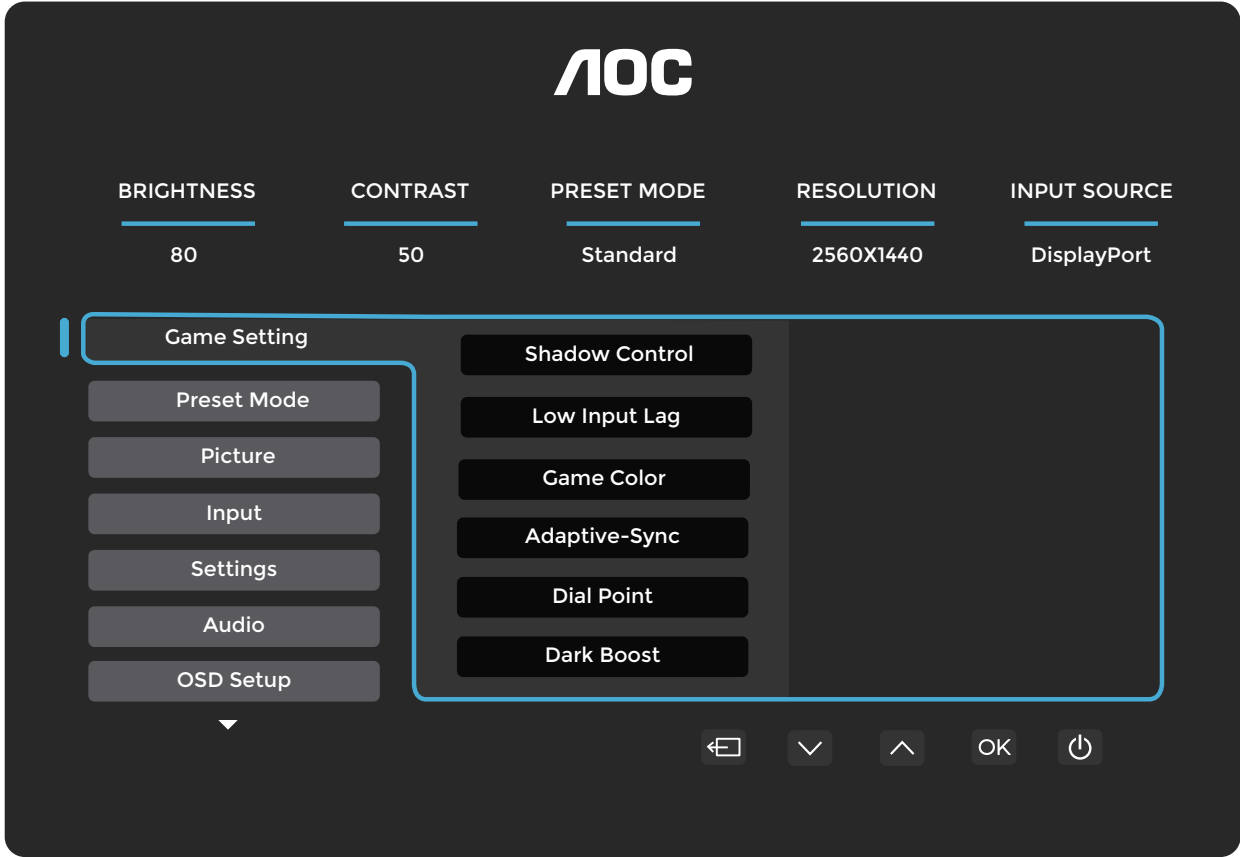 AOC
BRIGHTNESS CONTRAST PRESET MODE RESOLUTION INPUT SOURCE
80 50 Standard 2560X1440 DisplayPort
Game Setting
Preset Mode
Picture
Input
Settings
Audio
OSD Setup
Shadow Control
Low Input Lag
Game Color
Adaptive-Sync
Dial Point
Dark Boost
OK